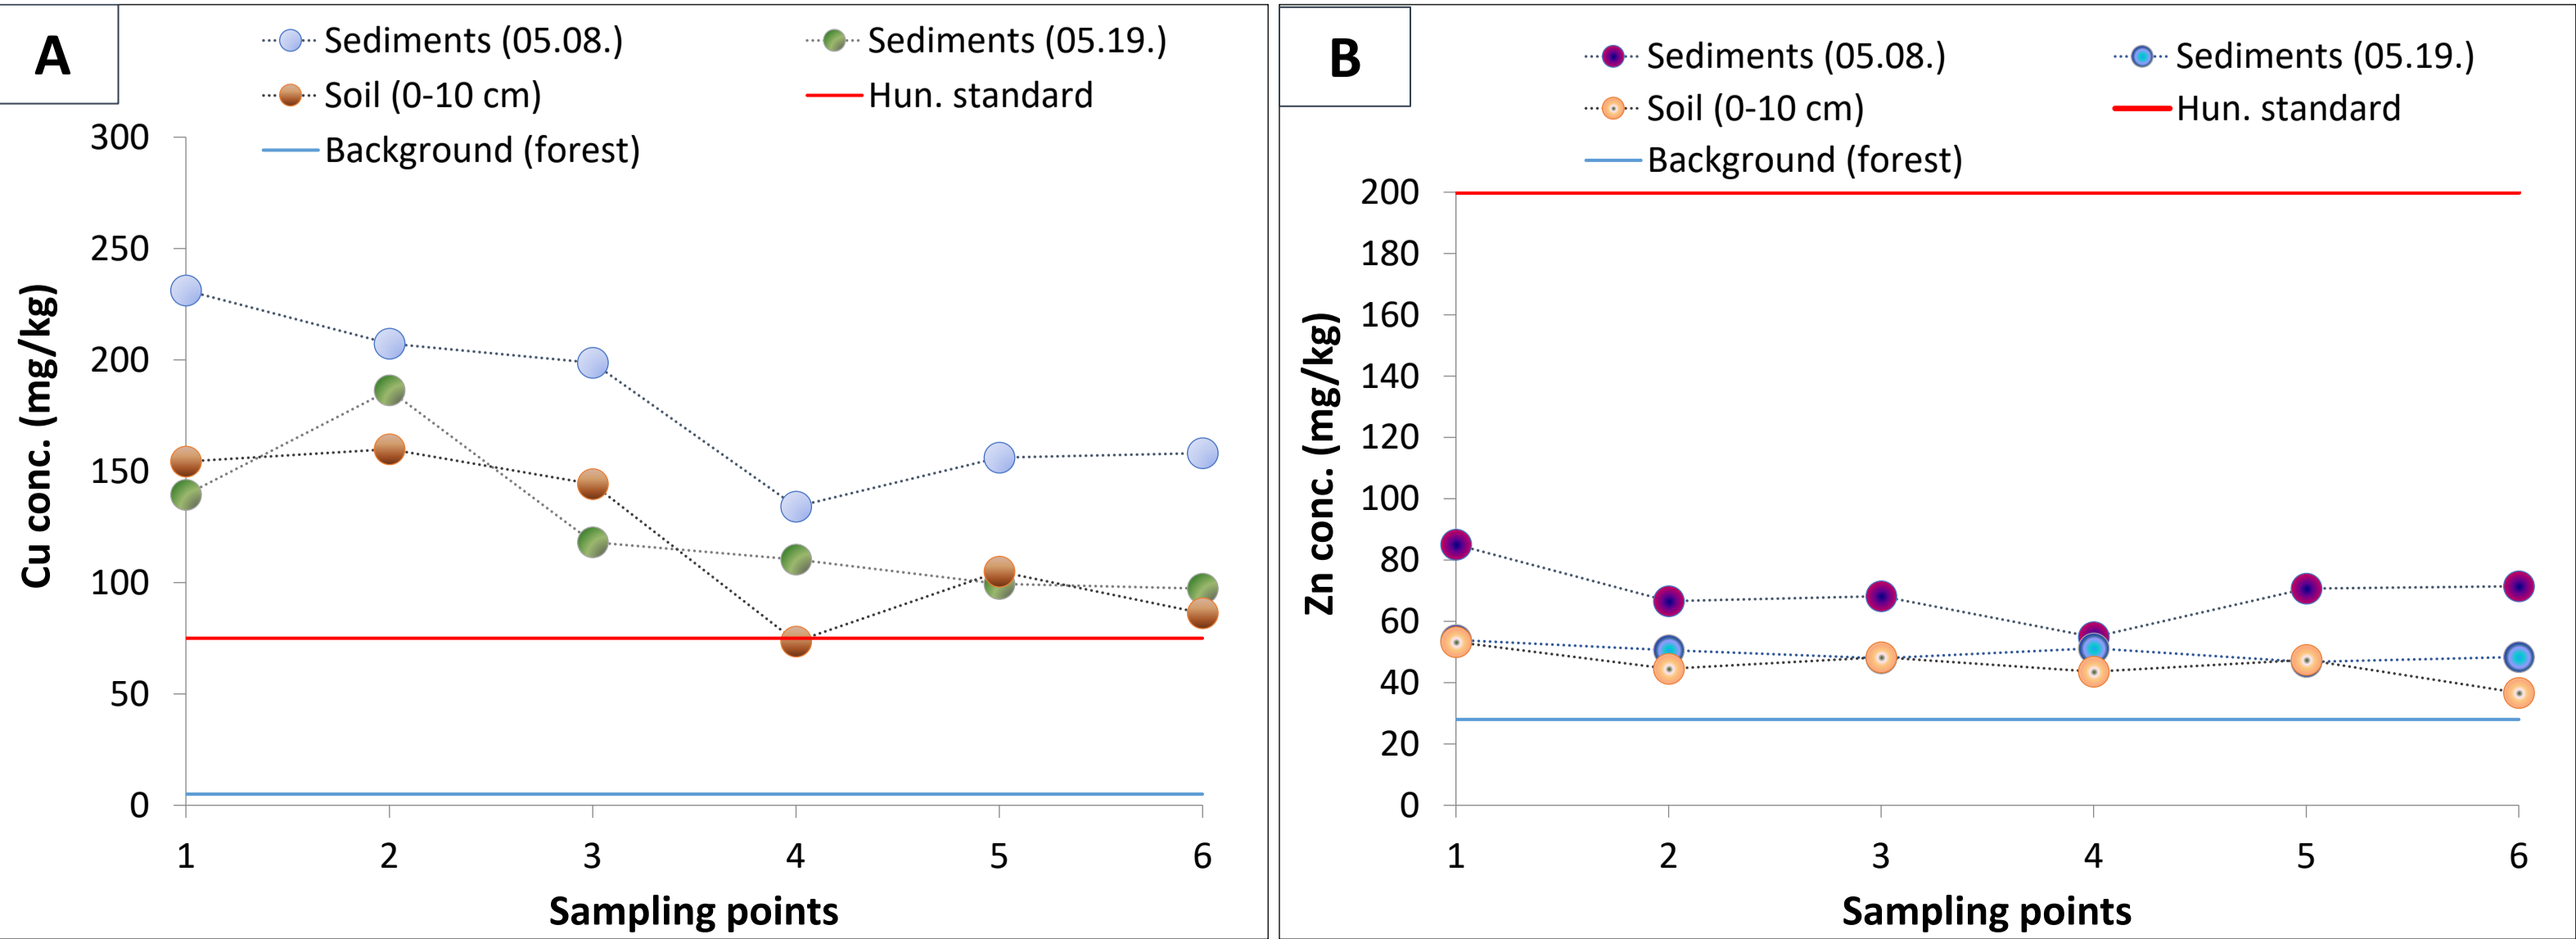 A
Sediments (05.08.) Sediments (05.19.)
Soil (0-10 cm) Hun. standard
Background (forest)
300
250
200
150
100
50
0
Cu conc. (mg/kg)
1 2 3 4 5 6
Sampling points
B
Sediments (05.08.) Sediments (05.19.)
Soil (0-10 cm) Hun. standard
Background (forest)
200
180
160
140
120
100
80
60
40
20
0
Zn conc. (mg/kg)
1 2 3 4 5 6
Sampling points